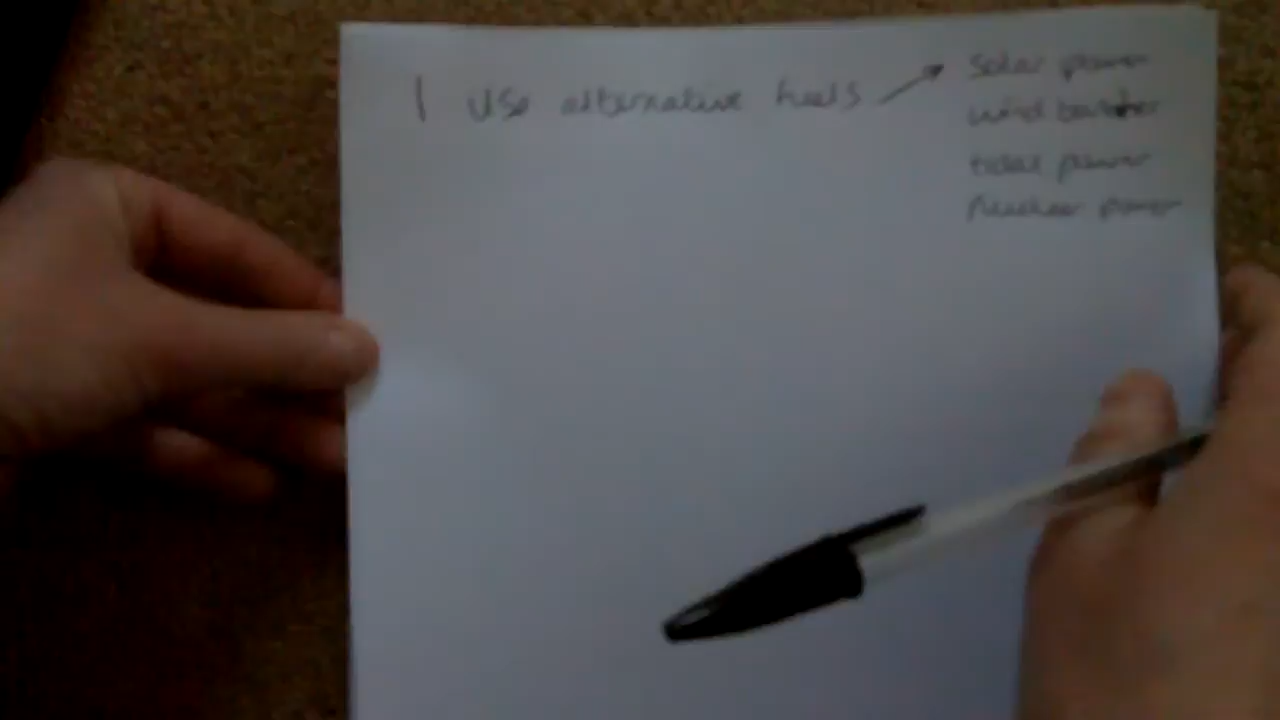 1 use alternative fuels → solar power
wind
tidal power
nuclear power